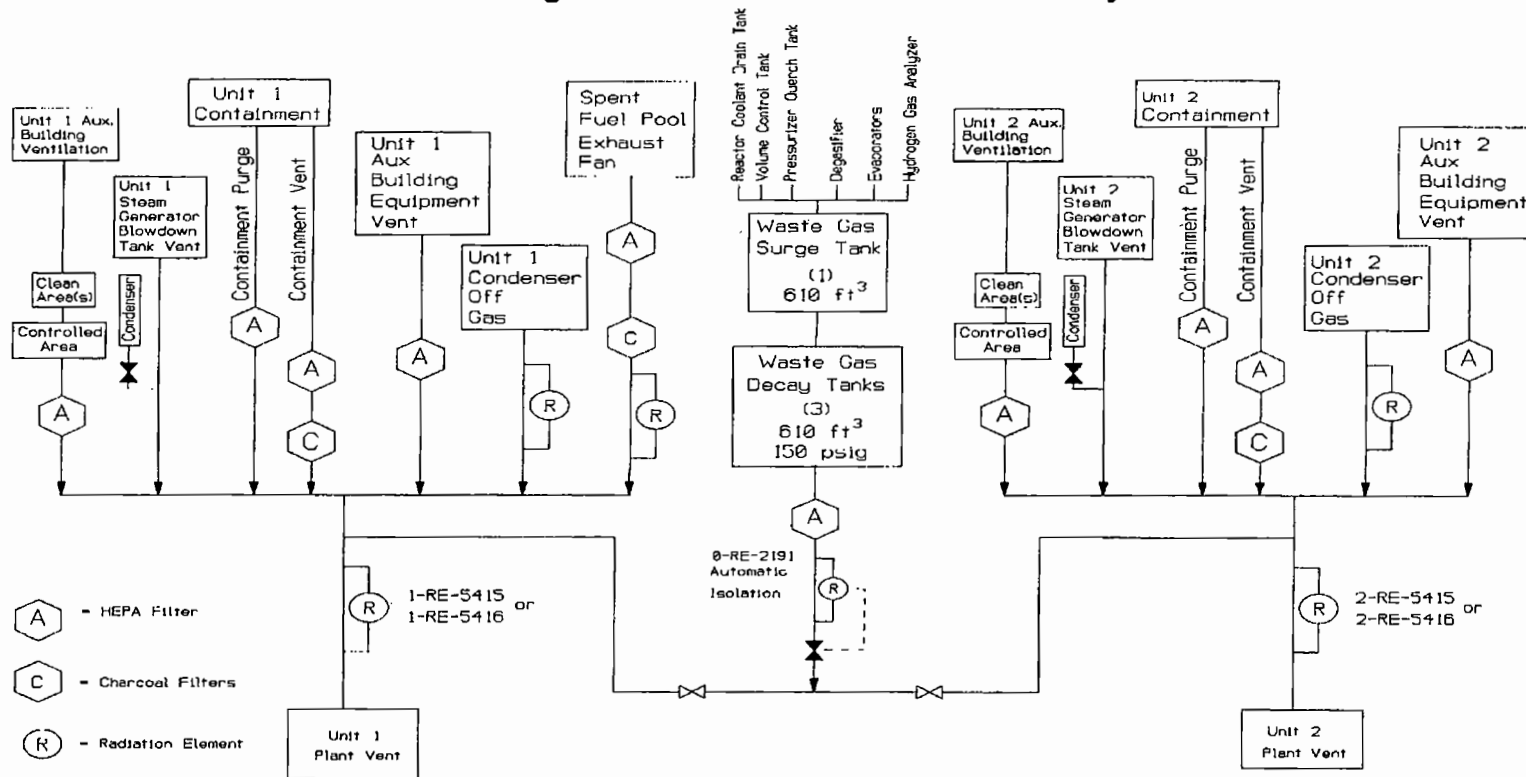 Reactor Coolant Drain Tank
Volume Control Tank
Pressurizer Quench Tank
Degasifier
Evaporators
Hydrogen Gas Analyzer
Unit 1 Aux.
Building
Ventilation
Unit 1
Containment
Spent
Fuel Pool
Exhaust
Fan
Unit 1
Steam
Generator
Blowdown
Tank Vent
Containment Purge
Containment Vent
Unit 1
Aux
Building
Equipment
Vent
Unit 1
Condenser
Off
Gas
Clean
Area(s)
Controlled
Area
Condenser
A
A
A
C
A
R
A
C
R
Waste Gas
Surge Tank
(1)
610 ft³
Waste Gas
Decay Tanks
(3)
610 ft³
150 psig
A
0-RE-2191
Automatic
Isolation
R
Unit 2 Aux.
Building
Ventilation
Unit 2
Containment
Unit 2
Aux
Building
Equipment
Vent
Unit 2
Steam
Generator
Blowdown
Tank Vent
Containment Purge
Containment Vent
Unit 2
Condenser
Off
Gas
Clean
Area(s)
Controlled
Area
Condenser
A
A
A
C
R
A
R
1-RE-5415 or
1-RE-5416
R
2-RE-5415 or
2-RE-5416
A - HEPA Filter
C - Charcoal Filters
R - Radiation Element
Unit 1
Plant Vent
Unit 2
Plant Vent